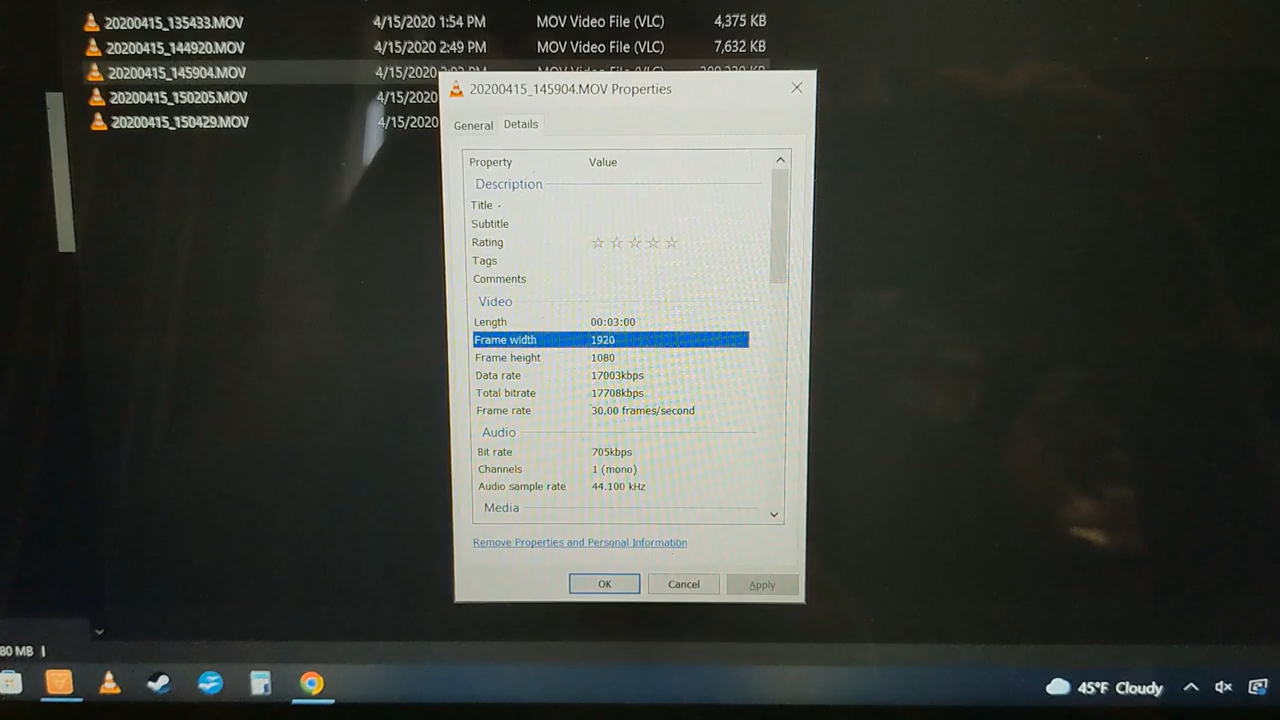 20200415_135433.MOV 4/15/2020 1:54 PM MOV Video File (VLC) 4,375 KB
20200415_144920.MOV 4/15/2020 2:49 PM MOV Video File (VLC) 7,632 KB
20200415_145904.MOV 4/15/2020
20200415_150205.MOV 4/15/2020
20200415_150429.MOV 4/15/2020
20200415_145904.MOV Properties
General Details
Property Value
Description
Title
Subtitle
Rating
Tags
Comments
Video
Length 00:03:00
Frame width 1920
Frame height 1080
Data rate 17003kbps
Total bitrate 17708kbps
Frame rate 30.00 frames/second
Audio
Bit rate 705kbps
Channels 1 (mono)
Audio sample rate 44.100 kHz
Media
Remove Properties and Personal Information
OK Cancel Apply
80 MB
45°F Cloudy